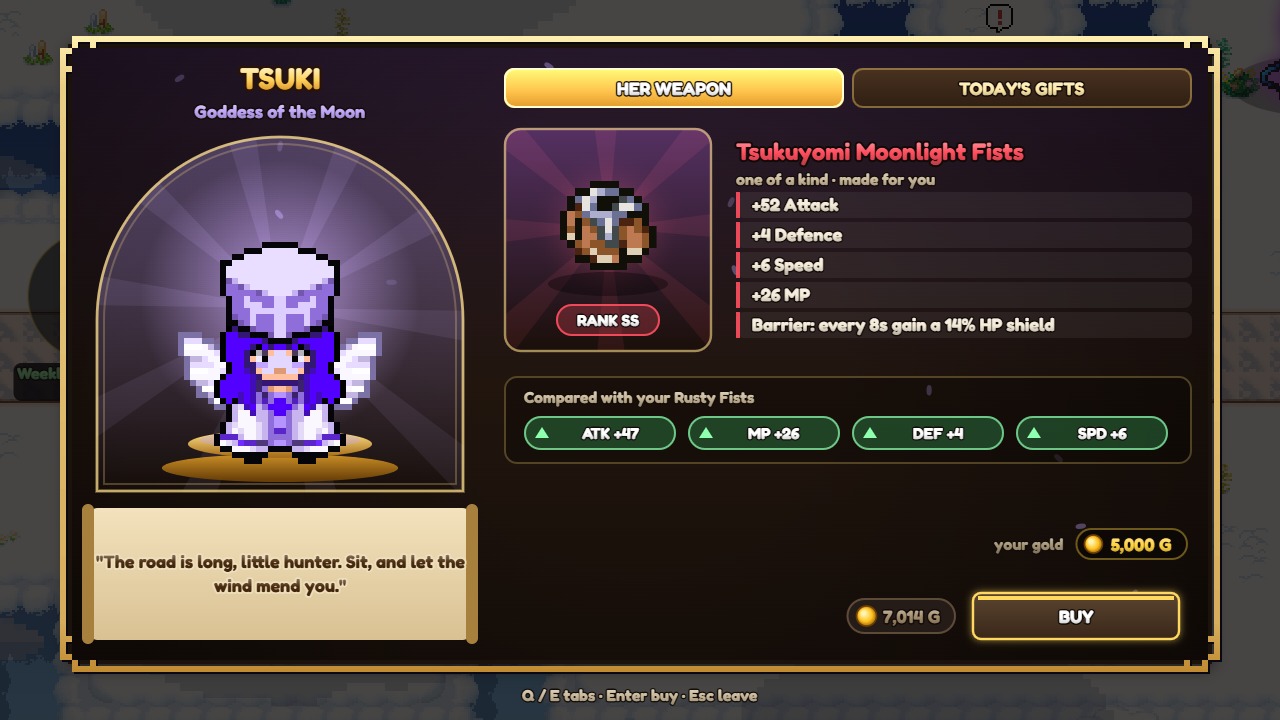 TSUKI
Goddess of the Moon
"The road is long, little hunter. Sit, and let the
wind mend you."
HER WEAPON
TODAY'S GIFTS
RANK SS
Tsukuyomi Moonlight Fists
one of a kind · made for you
+52 Attack
+4 Defence
+6 Speed
+26 MP
Barrier: every 8s gain a 14% HP shield
Compared with your Rusty Fists
ATK +47
MP +26
DEF +4
SPD +6
your gold
5,000 G
7,014 G
BUY
Q / E tabs · Enter buy · Esc leave